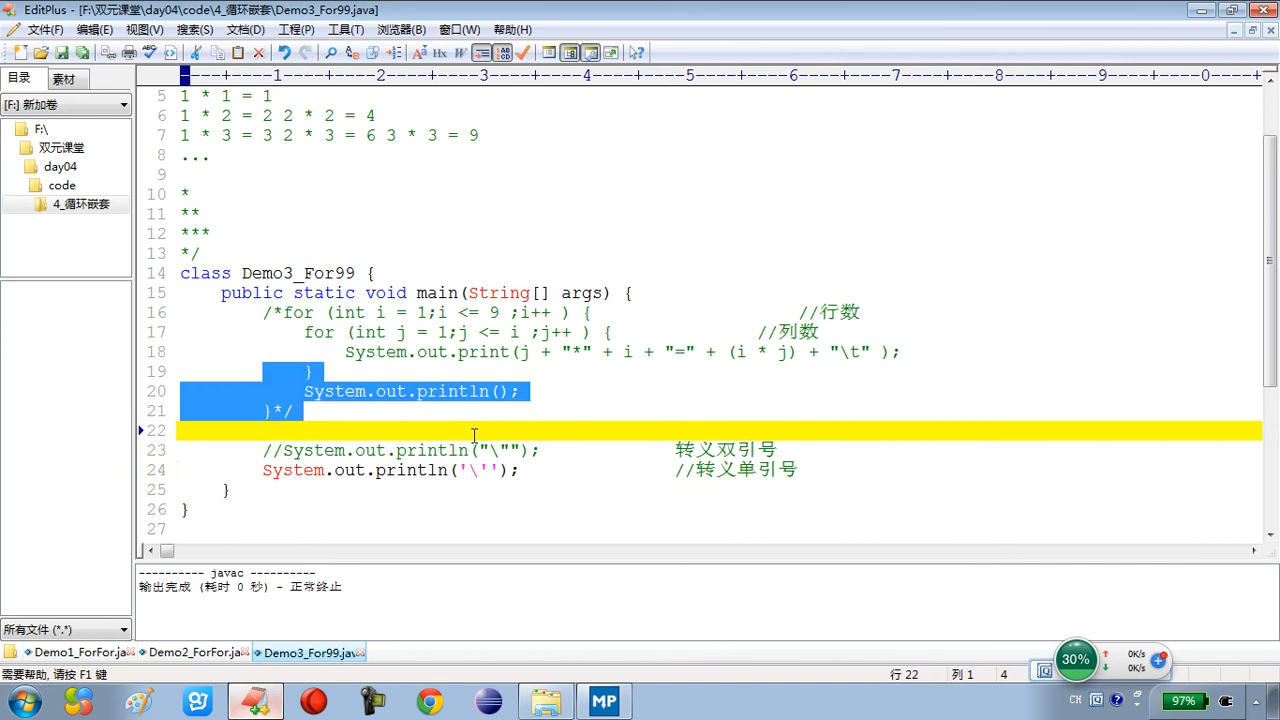 EditPlus - [F:\双元课堂\day04\code\4_循环嵌套\Demo3_For99.java]
文件(F) 编辑(E) 视图(V) 搜索(S) 文档(D) 工程(P) 工具(T) 浏览器(B) 窗口(W) 帮助(H)
目录 素材
----+----1----+----2----+----3----+----4----+----5----+----6----+----7----+----8----+----9----+----0----+-
[F:] 新加卷
F:\
双元课堂
day04
code
4_循环嵌套
5 1 * 1 = 1
6 1 * 2 = 2 2 * 2 = 4
7 1 * 3 = 3 2 * 3 = 6 3 * 3 = 9
8 ...
9
10 *
11 **
12 ***
13 */
14 class Demo3_For99 {
15 public static void main(String[] args) {
16 /*for (int i = 1;i <= 9 ;i++ ) { //行数
17 for (int j = 1;j <= i ;j++ ) { //列数
18 System.out.print(j + "*" + i + "=" + (i * j) + "\t" );
19 }
20 System.out.println();
21 }*/
22
23 //System.out.println("\""); 转义双引号
24 System.out.println('\''); //转义单引号
25 }
26 }
27
---------- javac ----------
输出完成 (耗时 0 秒) - 正常终止
所有文件 (*.*)
Demo1_ForFor.ja Demo2_ForFor.ja Demo3_For99.jav
需要帮助, 请按 F1 键
行 22 列 1 4
30% 0K/s
0K/s
MP CH 97%